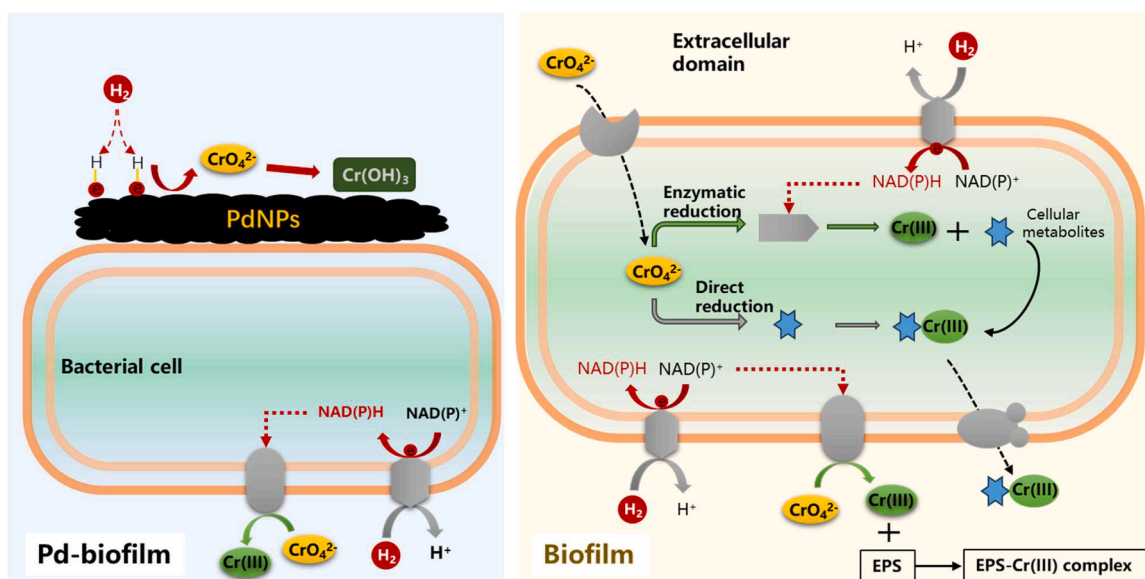 H₂
H
H
e
e
CrO₄²⁻
Cr(OH)₃
PdNPs
Bacterial cell
NAD(P)H
NAD(P)⁺
e
Cr(III)
CrO₄²⁻
H₂
H⁺
Pd-biofilm
Extracellular
domain
CrO₄²⁻
H⁺
H₂
e
NAD(P)H
NAD(P)⁺
Enzymatic
reduction
Cr(III)
+
Cellular
metabolites
CrO₄²⁻
Direct
reduction
Cr(III)
NAD(P)H
NAD(P)⁺
e
H₂
H⁺
CrO₄²⁻
Cr(III)
Cr(III)
+
EPS
EPS-Cr(III) complex
Biofilm